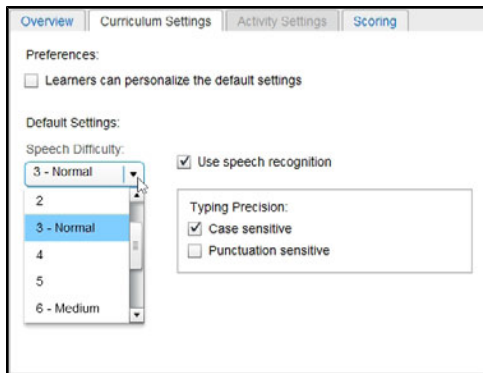 Overview Curriculum Settings Activity Settings Scoring
Preferences:
Learners can personalize the default settings
Default Settings:
Speech Difficulty:
3 - Normal
Use speech recognition
2
3 - Normal
4
5
6 - Medium
Typing Precision:
Case sensitive
Punctuation sensitive